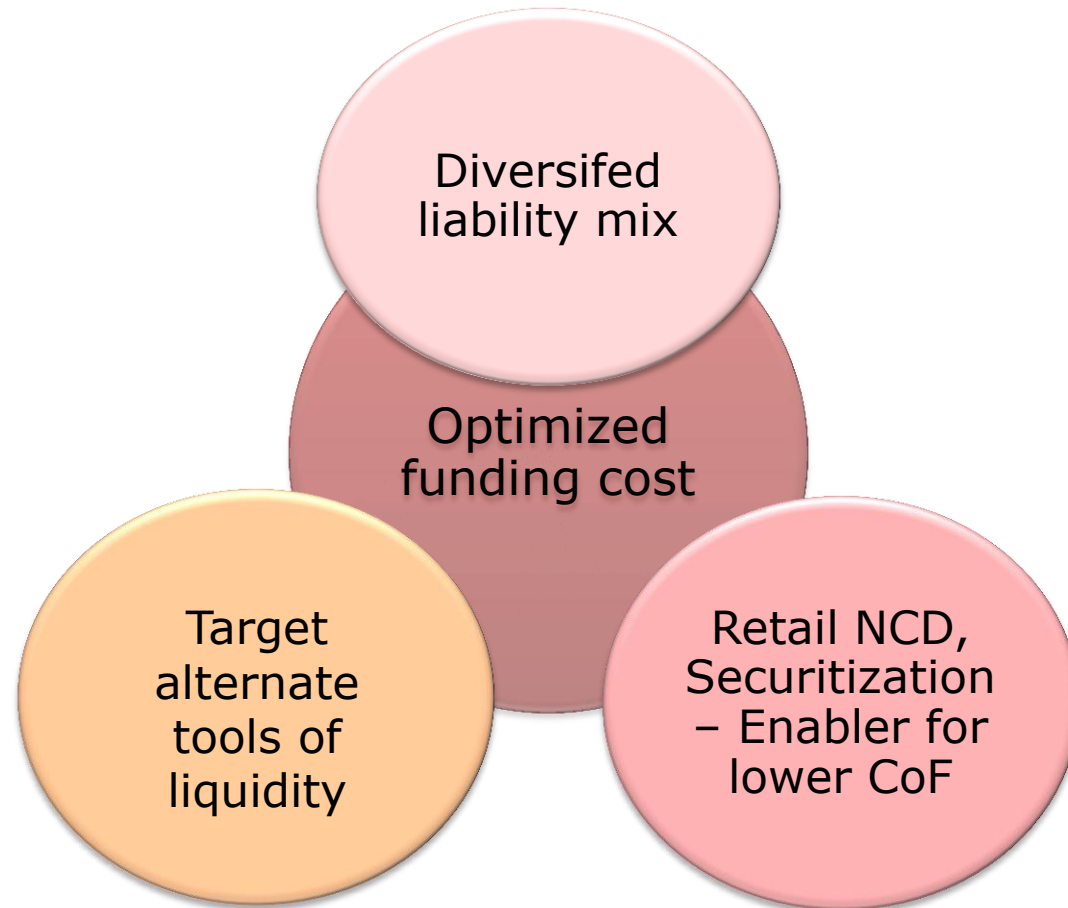 Diversifed
liability mix
Optimized
funding cost
Target
alternate
tools of
liquidity
Retail NCD,
Securitization
– Enabler for
lower CoF